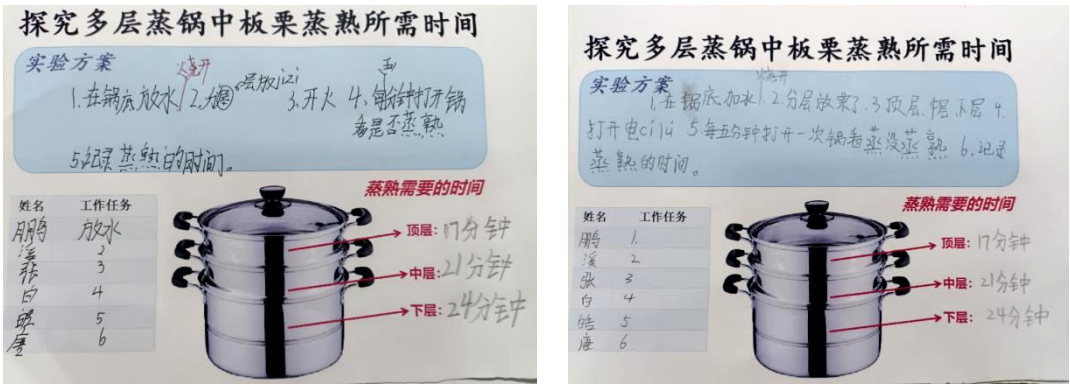 探究多层蒸锅中板栗蒸熟所需时间
实验方案
烧开
1.在锅底放水 2. 层放lizi 3.开火 4. 每 分钟打开锅
五
看是否蒸熟
5.记录蒸熟的时间。
姓名 工作任务
鹏 放水
溪 2
张 3
白 4
皓 5
唐 6
蒸熟需要的时间
顶层:17分钟
中层:21分钟
下层:24分钟
探究多层蒸锅中板栗蒸熟所需时间
实验方案
烧开
1.在锅底加水 2.分层放栗子.3顶层.中层.下层 4.
打开电cilú 5.每五分钟打开一次锅看蒸没蒸熟 6.记录
蒸熟的时间。
姓名 工作任务
鹏 1.
溪 2
张 3
白 4
皓 5
唐 6
蒸熟需要的时间
顶层:17分钟
中层:21分钟
下层:24分钟